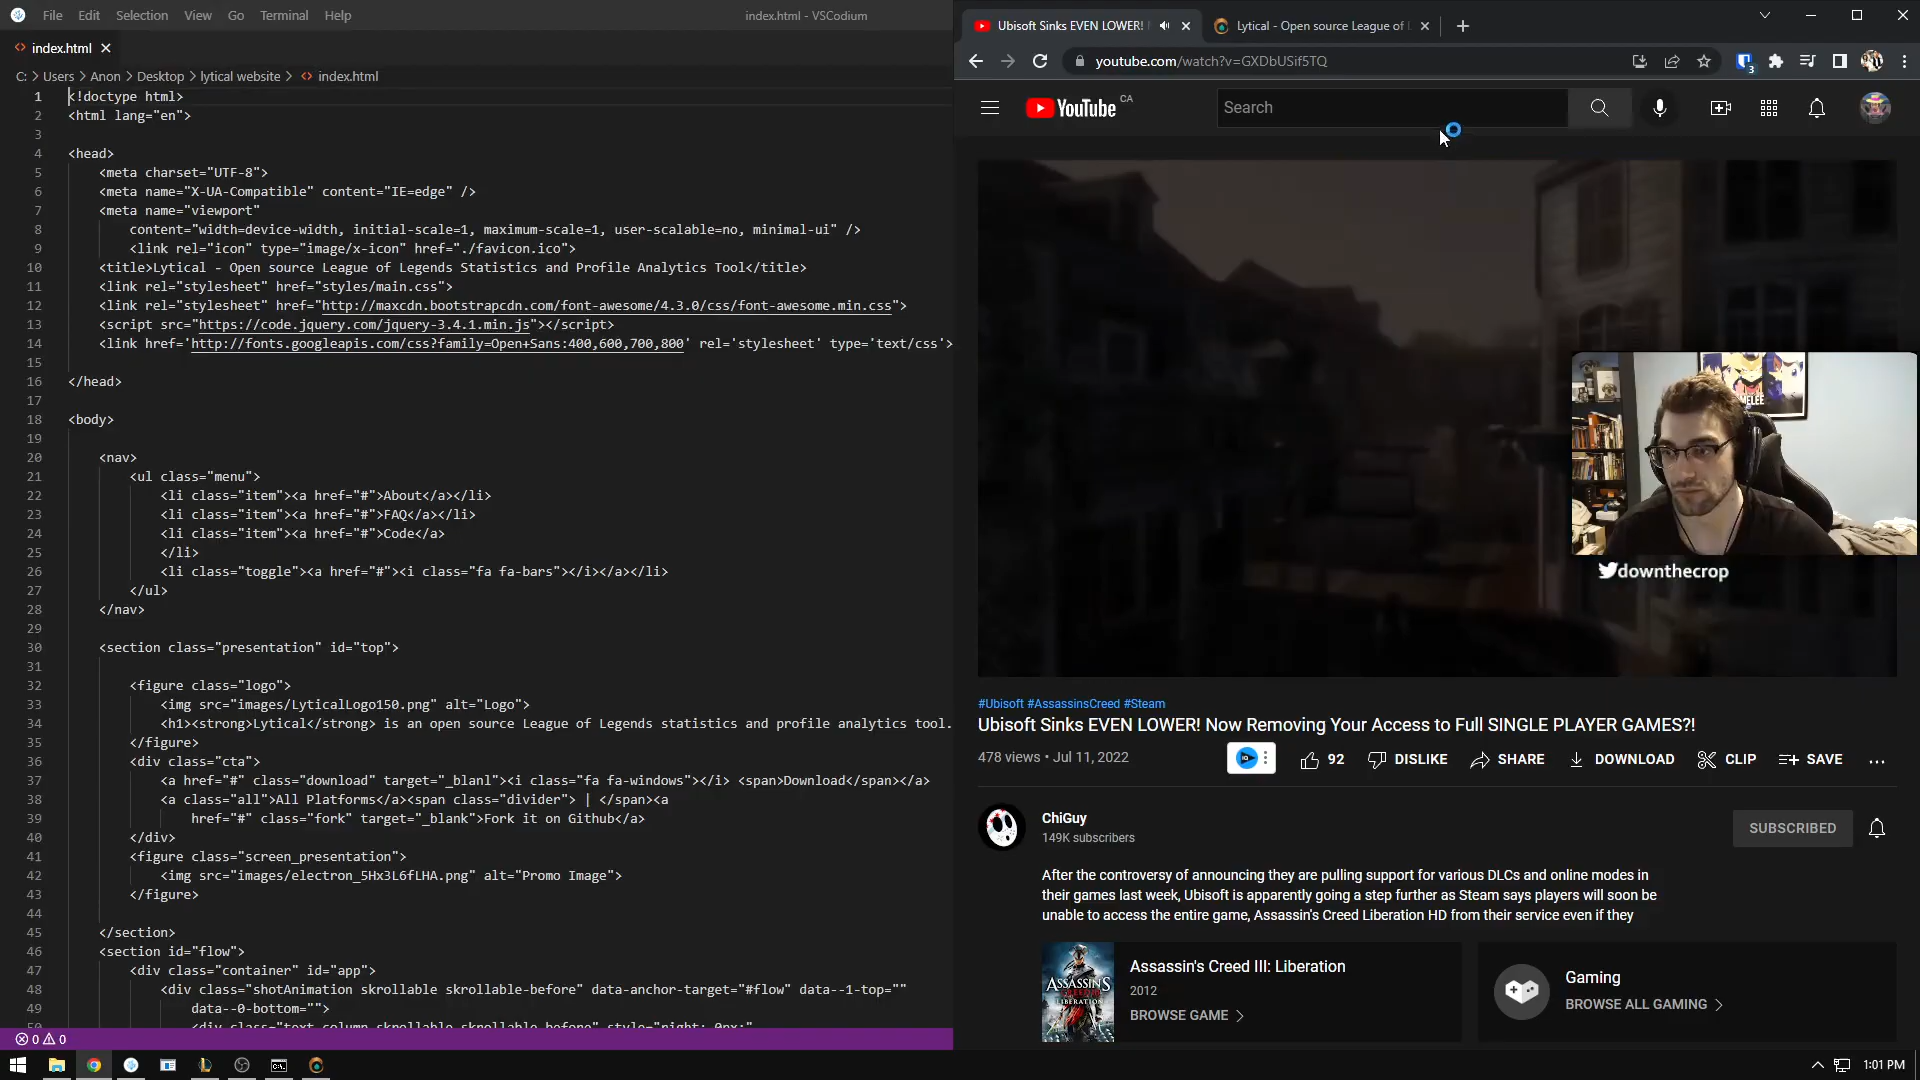 File Edit Selection View Go Terminal Help
index.html - VSCodium
index.html
C: > Users > Anon > Desktop > lytical website > index.html
1 <!doctype html>
2 <html lang="en">
3
4 <head>
5 <meta charset="UTF-8">
6 <meta name="X-UA-Compatible" content="IE=edge" />
7 <meta name="viewport"
8 content="width=device-width, initial-scale=1, maximum-scale=1, user-scalable=no, minimal-ui" />
9 <link rel="icon" type="image/x-icon" href="./favicon.ico">
10 <title>Lytical - Open source League of Legends Statistics and Profile Analytics Tool</title>
11 <link rel="stylesheet" href="styles/main.css">
12 <link rel="stylesheet" href="http://maxcdn.bootstrapcdn.com/font-awesome/4.3.0/css/font-awesome.min.css">
13 <script src="https://code.jquery.com/jquery-3.4.1.min.js"></script>
14 <link href='http://fonts.googleapis.com/css?family=Open+Sans:400,600,700,800' rel='stylesheet' type='text/css'>
15
16 </head>
17
18 <body>
19
20 <nav>
21 <ul class="menu">
22 <li class="item"><a href="#">About</a></li>
23 <li class="item"><a href="#">FAQ</a></li>
24 <li class="item"><a href="#">Code</a>
25 </li>
26 <li class="toggle"><a href="#"><i class="fa fa-bars"></i></a></li>
27 </ul>
28 </nav>
29
30 <section class="presentation" id="top">
31
32 <figure class="logo">
33 <img src="images/LyticalLogo150.png" alt="Logo">
34 <h1><strong>Lytical</strong> is an open source League of Legends statistics and profile analytics tool.
35 </figure>
36 <div class="cta">
37 <a href="#" class="download" target="_blanl"><i class="fa fa-windows"></i> <span>Download</span></a>
38 <a class="all">All Platforms</a><span class="divider"> | </span><a
39 href="#" class="fork" target="_blank">Fork it on Github</a>
40 </div>
41 <figure class="screen_presentation">
42 <img src="images/electron_5Hx3L6fLHA.png" alt="Promo Image">
43 </figure>
44
45 </section>
46 <section id="flow">
47 <div class="container" id="app">
48 <div class="shotAnimation skrollable skrollable-before" data-anchor-target="#flow" data--1-top=""
49 data--0-bottom="">
50 <div class="text column skrollable skrollable-before" style="right: 0px;"
0 0
Ubisoft Sinks EVEN LOWER!
Lytical - Open source League of
youtube.com/watch?v=GXDbUSif5TQ
3
YouTube CA
Search
MELEE
downthecrop
#Ubisoft #AssassinsCreed #Steam
Ubisoft Sinks EVEN LOWER! Now Removing Your Access to Full SINGLE PLAYER GAMES?!
478 views • Jul 11, 2022
92 DISLIKE SHARE DOWNLOAD CLIP SAVE
ChiGuy
149K subscribers
SUBSCRIBED
After the controversy of announcing they are pulling support for various DLCs and online modes in
their games last week, Ubisoft is apparently going a step further as Steam says players will soon be
unable to access the entire game, Assassin's Creed Liberation HD from their service even if they
ASSASSIN'S CREED LIBERATION
Assassin's Creed III: Liberation
2012
BROWSE GAME
Gaming
BROWSE ALL GAMING
1:01 PM